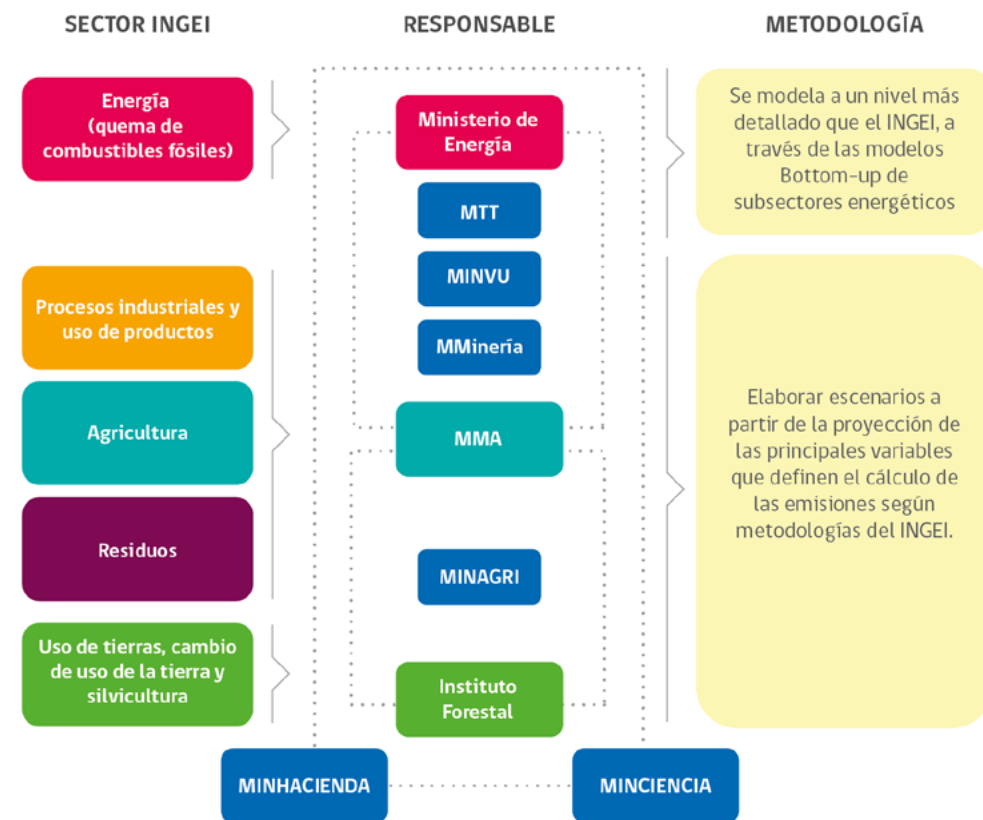 SECTOR INGEI
RESPONSABLE
METODOLOGÍA
Energía
(quema de
combustibles fósiles)
Procesos industriales y
uso de productos
Agricultura
Residuos
Uso de tierras, cambio
de uso de la tierra y
silvicultura
Ministerio de
Energía
MTT
MINVU
MMinería
MMA
MINAGRI
Instituto
Forestal
MINHACIENDA
MINCIENCIA
Se modela a un nivel más
detallado que el INGEI, a
través de las modelos
Bottom-up de
subsectores energéticos
Elaborar escenarios a
partir de la proyección de
las principales variables
que definen el cálculo de
las emisiones según
metodologías del INGEI.